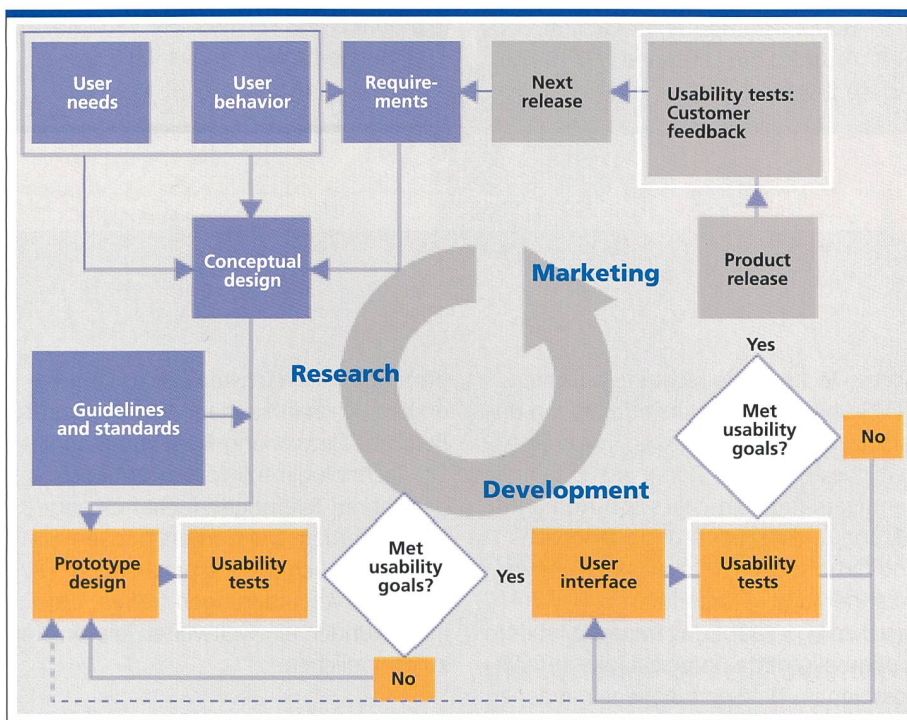 User
needs
User
behavior
Require-
ments
Next
release
Usability tests:
Customer
feedback
Conceptual
design
Marketing
Product
release
Research
Guidelines
and standards
Yes
Met
usability
goals?
No
Development
Prototype
design
Usability
tests
Met
usability
goals?
No
Yes
User
interface
Usability
tests